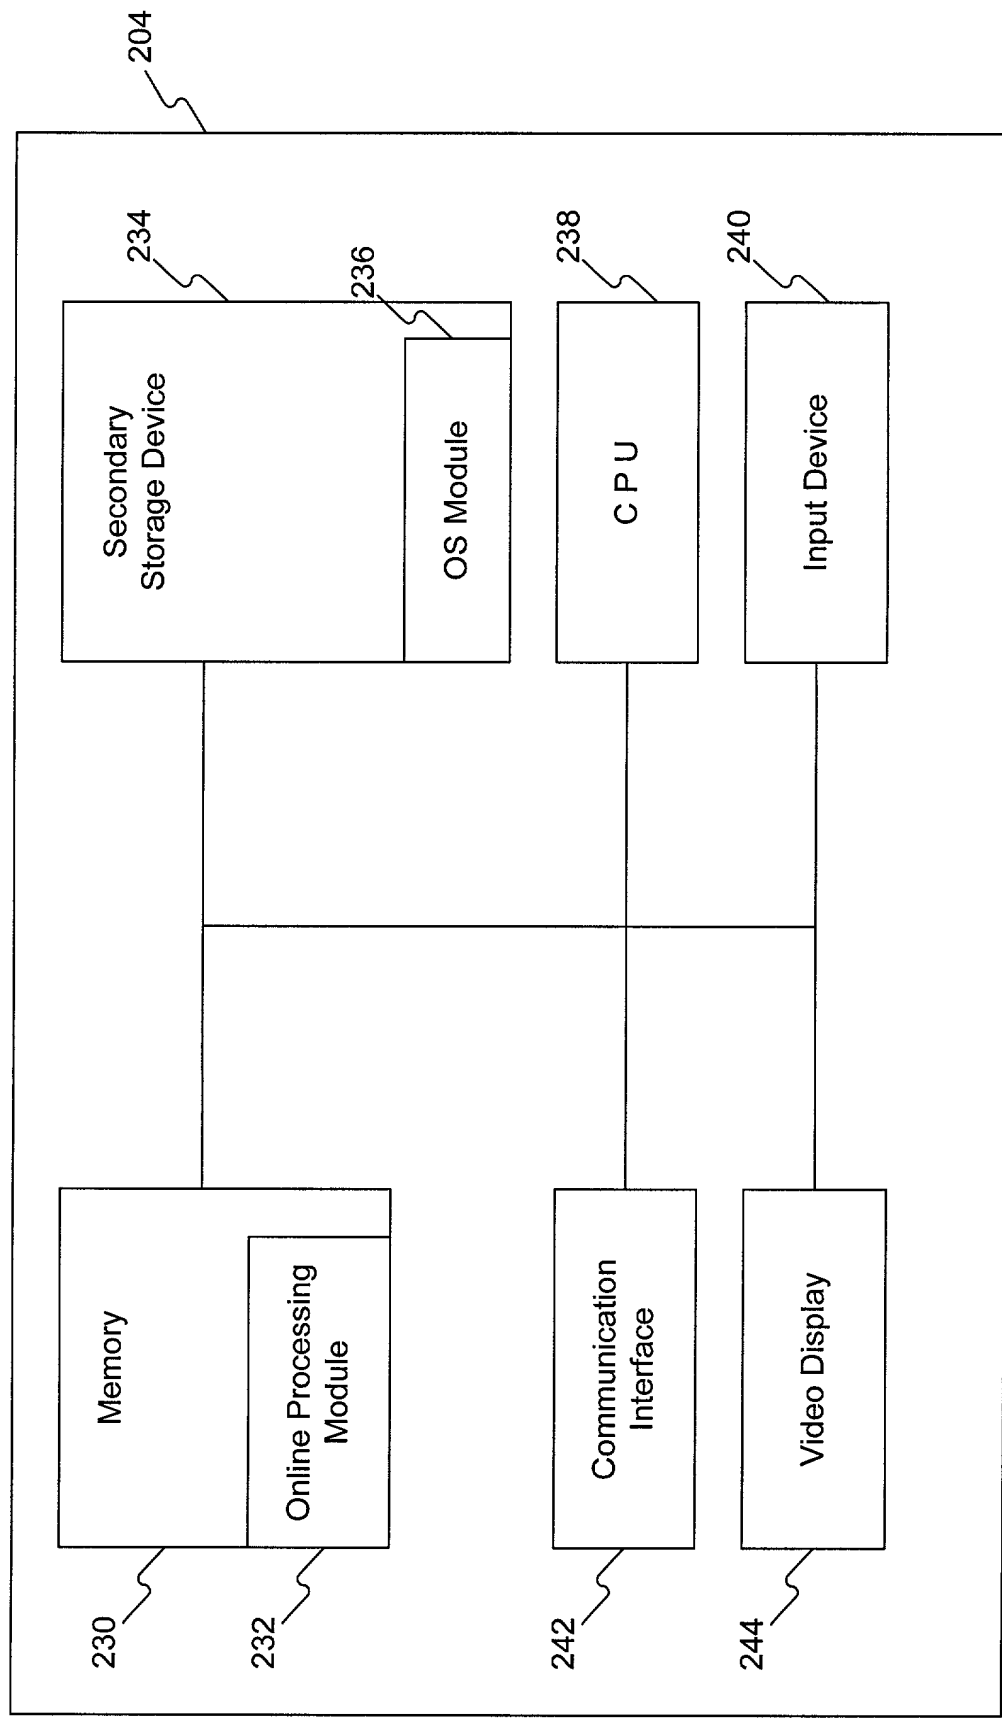 204
234
Secondary
Storage Device
236
OS Module
238
C P U
240
Input Device
230
Memory
232
Online Processing
Module
242
Communication
Interface
244
Video Display